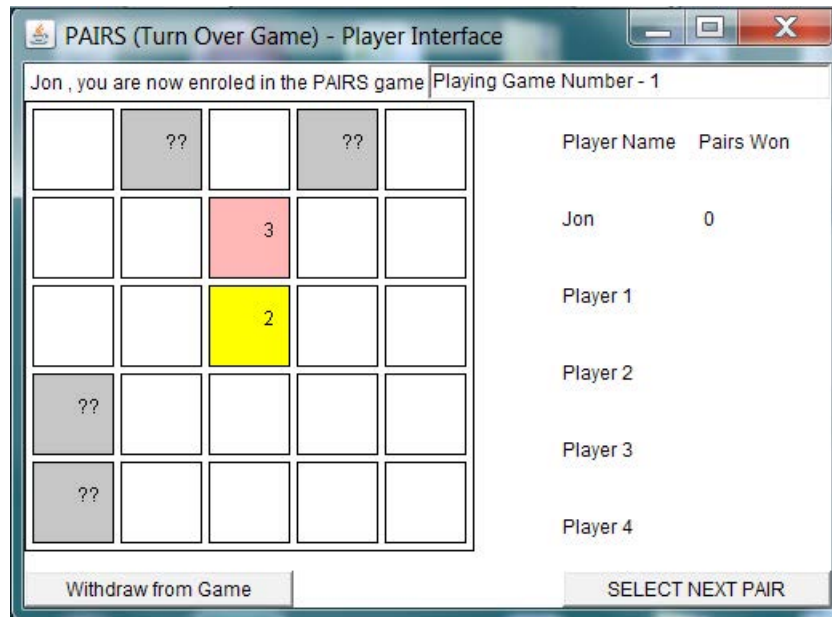 PAIRS (Turn Over Game) - Player Interface
Jon , you are now enroled in the PAIRS game Playing Game Number - 1
?? ??
Player Name Pairs Won
3
Jon 0
2
Player 1
??
Player 2
Player 3
??
Player 4
Withdraw from Game SELECT NEXT PAIR